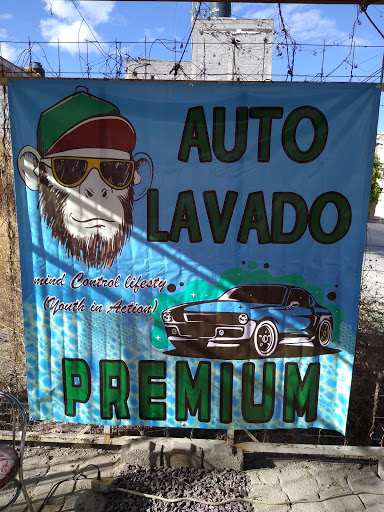 AUTO
LAVADO
mind Control lifesty
(Youth in Action)
PREMIUM